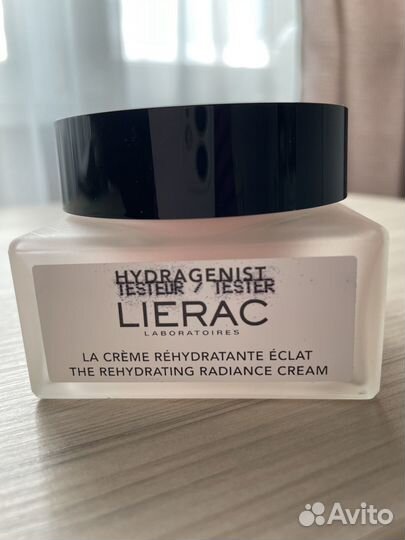 HYDRAGENIST
TESTEUR / TESTER
LIERAC
LABORATOIRES
LA CRÈME RÉHYDRATANTE ÉCLAT
THE REHYDRATING RADIANCE CREAM
Avito